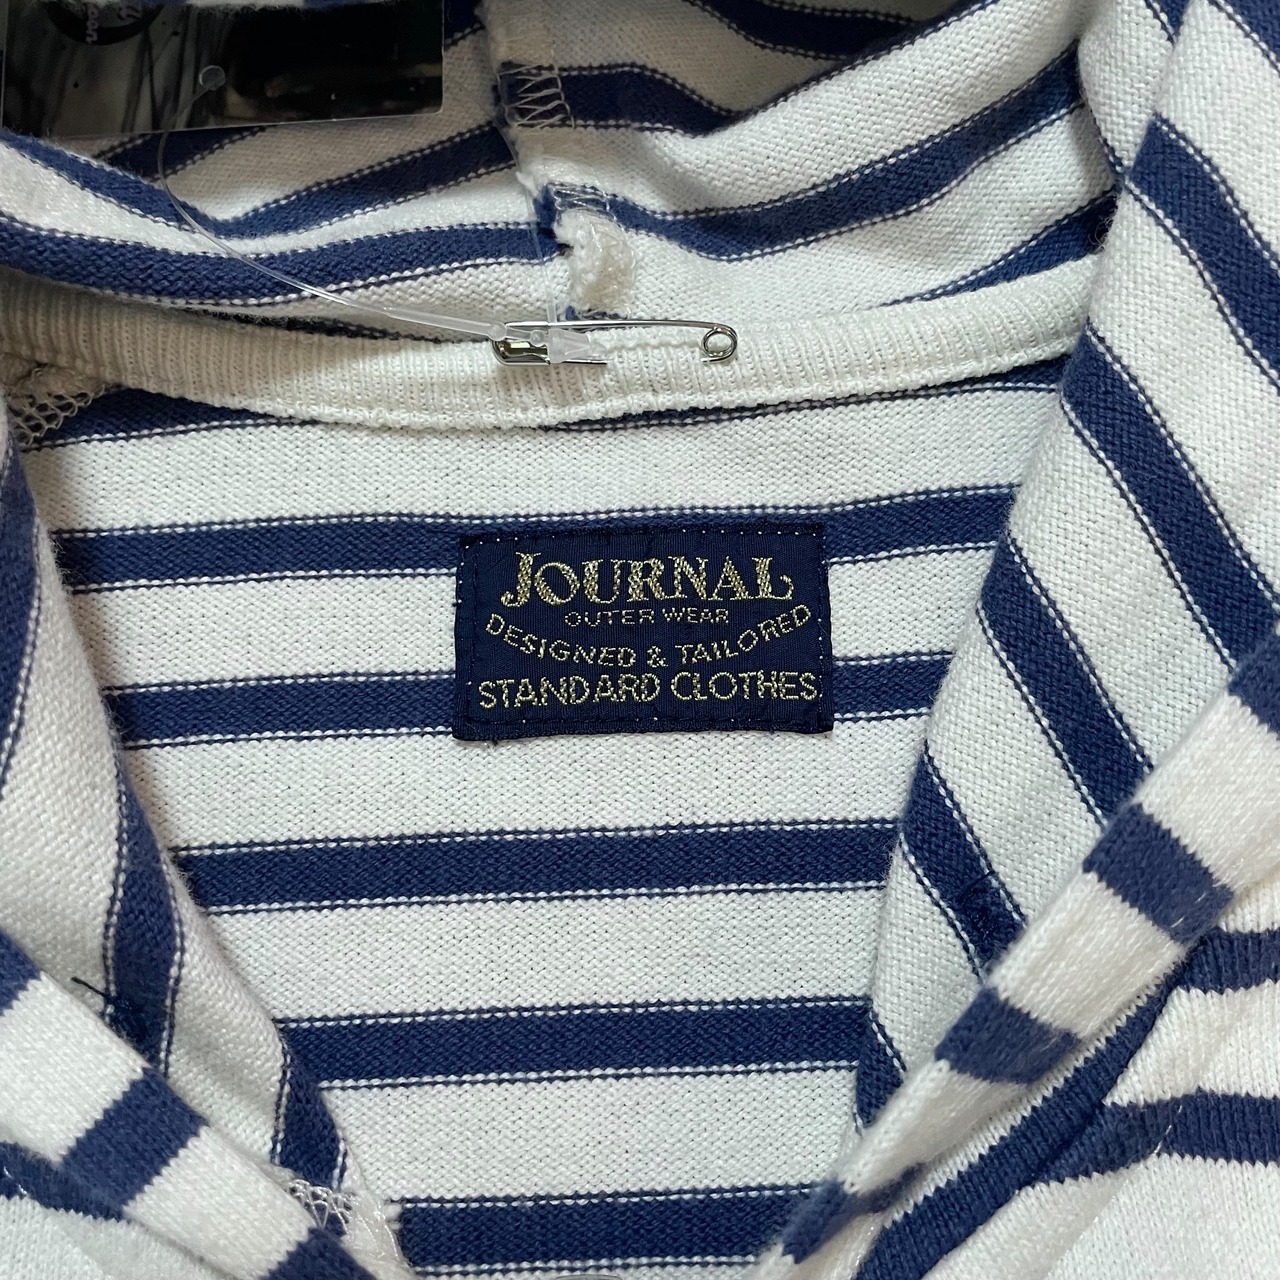 JOURNAL
OUTER WEAR
DESIGNED & TAILORED
STANDARD CLOTHES